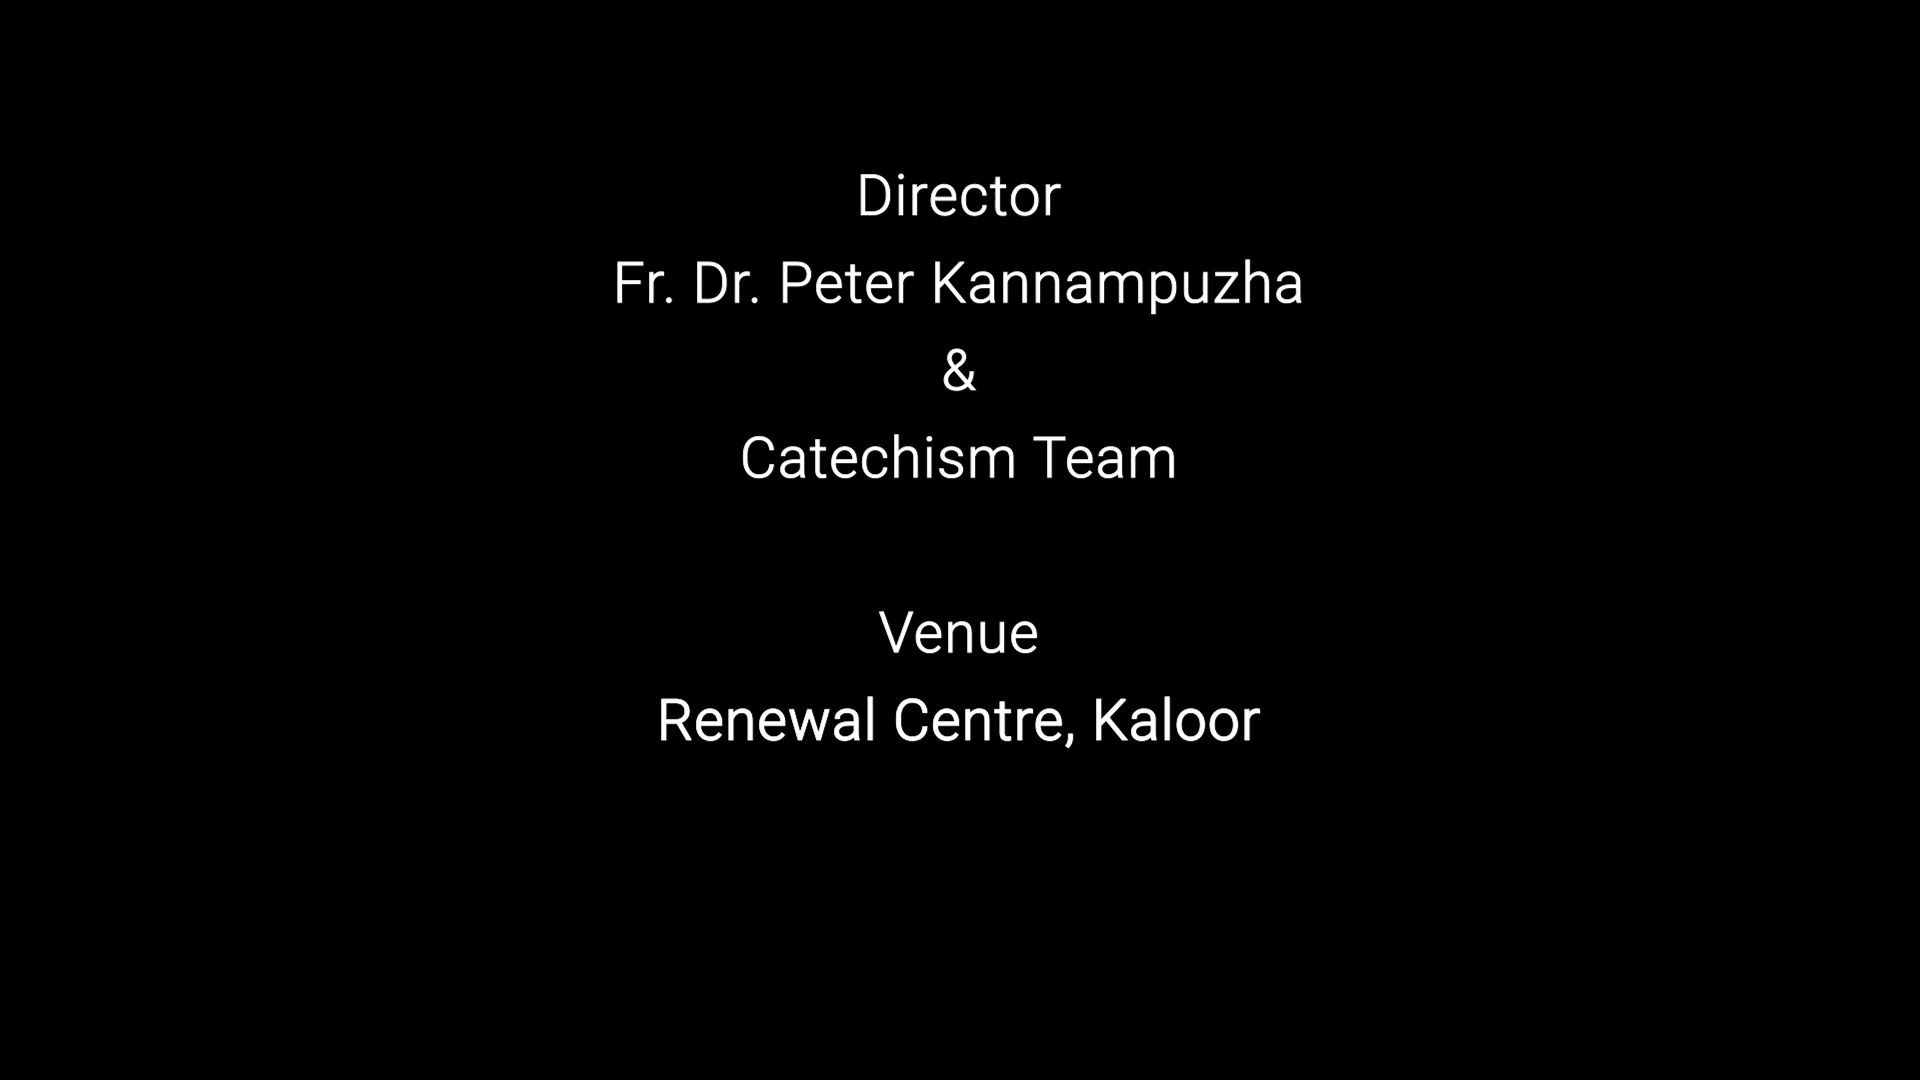 Director
Fr. Dr. Peter Kannampuzha
&
Catechism Team
Venue
Renewal Centre, Kaloor